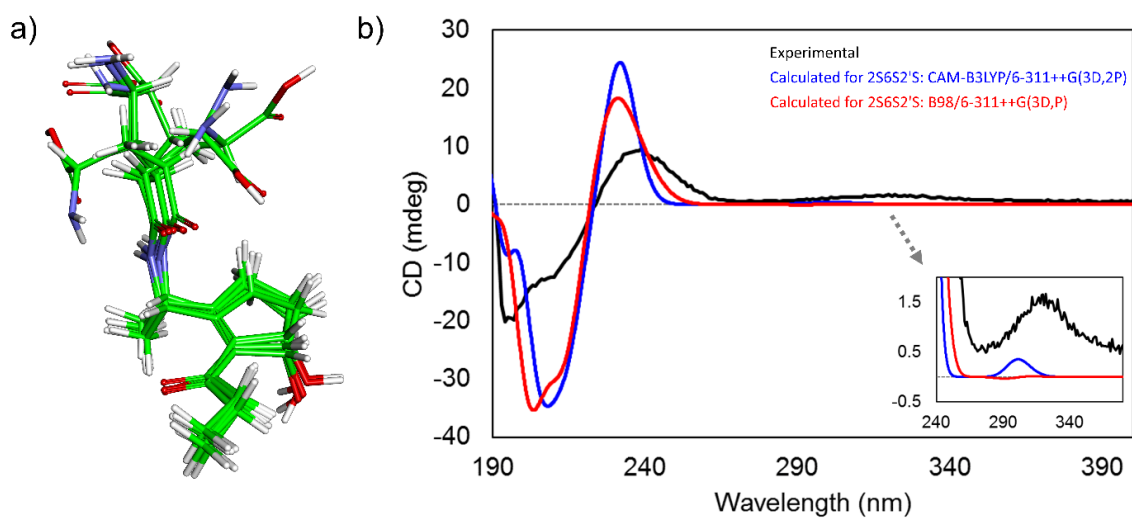 a)
b)
30
20
10
0
-10
-20
-30
-40
CD (mdeg)
Experimental
Calculated for 2S6S2'S: CAM-B3LYP/6-311++G(3D,2P)
Calculated for 2S6S2'S: B98/6-311++G(3D,P)
1.5
0.5
-0.5
240 290 340
190 240 290 340 390
Wavelength (nm)